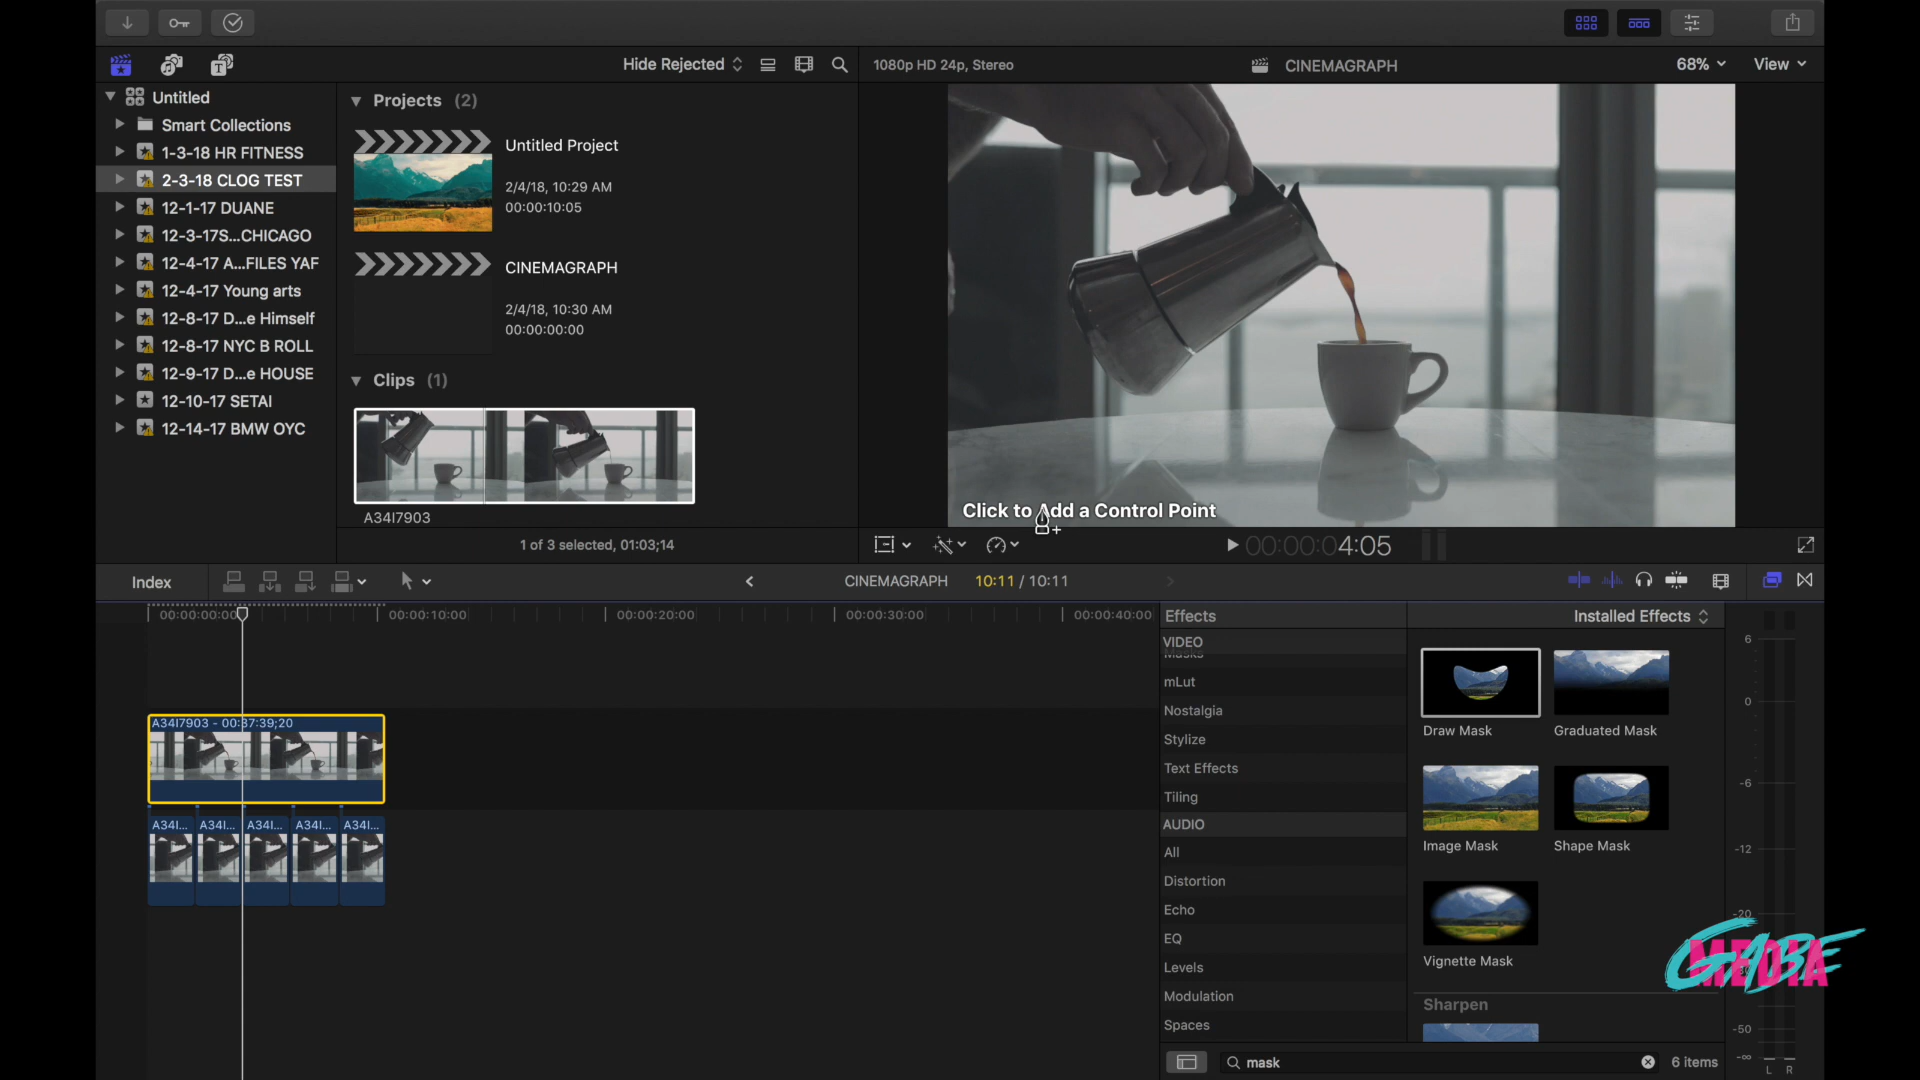 Hide Rejected
1080p HD 24p, Stereo
CINEMAGRAPH
68%
View
Untitled
Smart Collections
1-3-18 HR FITNESS
2-3-18 CLOG TEST
12-1-17 DUANE
12-3-17S...CHICAGO
12-4-17 A...FILES YAF
12-4-17 Young arts
12-8-17 D...e Himself
12-8-17 NYC B ROLL
12-9-17 D...e HOUSE
12-10-17 SETAI
12-14-17 BMW OYC
Projects (2)
Untitled Project
2/4/18, 10:29 AM
00:00:10:05
CINEMAGRAPH
2/4/18, 10:30 AM
00:00:00:00
Clips (1)
A34I7903
1 of 3 selected, 01:03;14
Click to Add a Control Point
00:00:04:05
Index
CINEMAGRAPH
10:11 / 10:11
00:00:00:00
00:00:10:00
00:00:20:00
00:00:30:00
00:00:40:00
A34I7903 - 00:37:39;20
A34I...
A34I...
A34I...
A34I...
A34I...
Effects
VIDEO
Masks
mLut
Nostalgia
Stylize
Text Effects
Tiling
AUDIO
All
Distortion
Echo
EQ
Levels
Modulation
Spaces
Installed Effects
Draw Mask
Graduated Mask
Image Mask
Shape Mask
Vignette Mask
Sharpen
mask
6 items
6
0
-6
-12
-20
-30
-50
-∞
L R
GABE
MEDIA